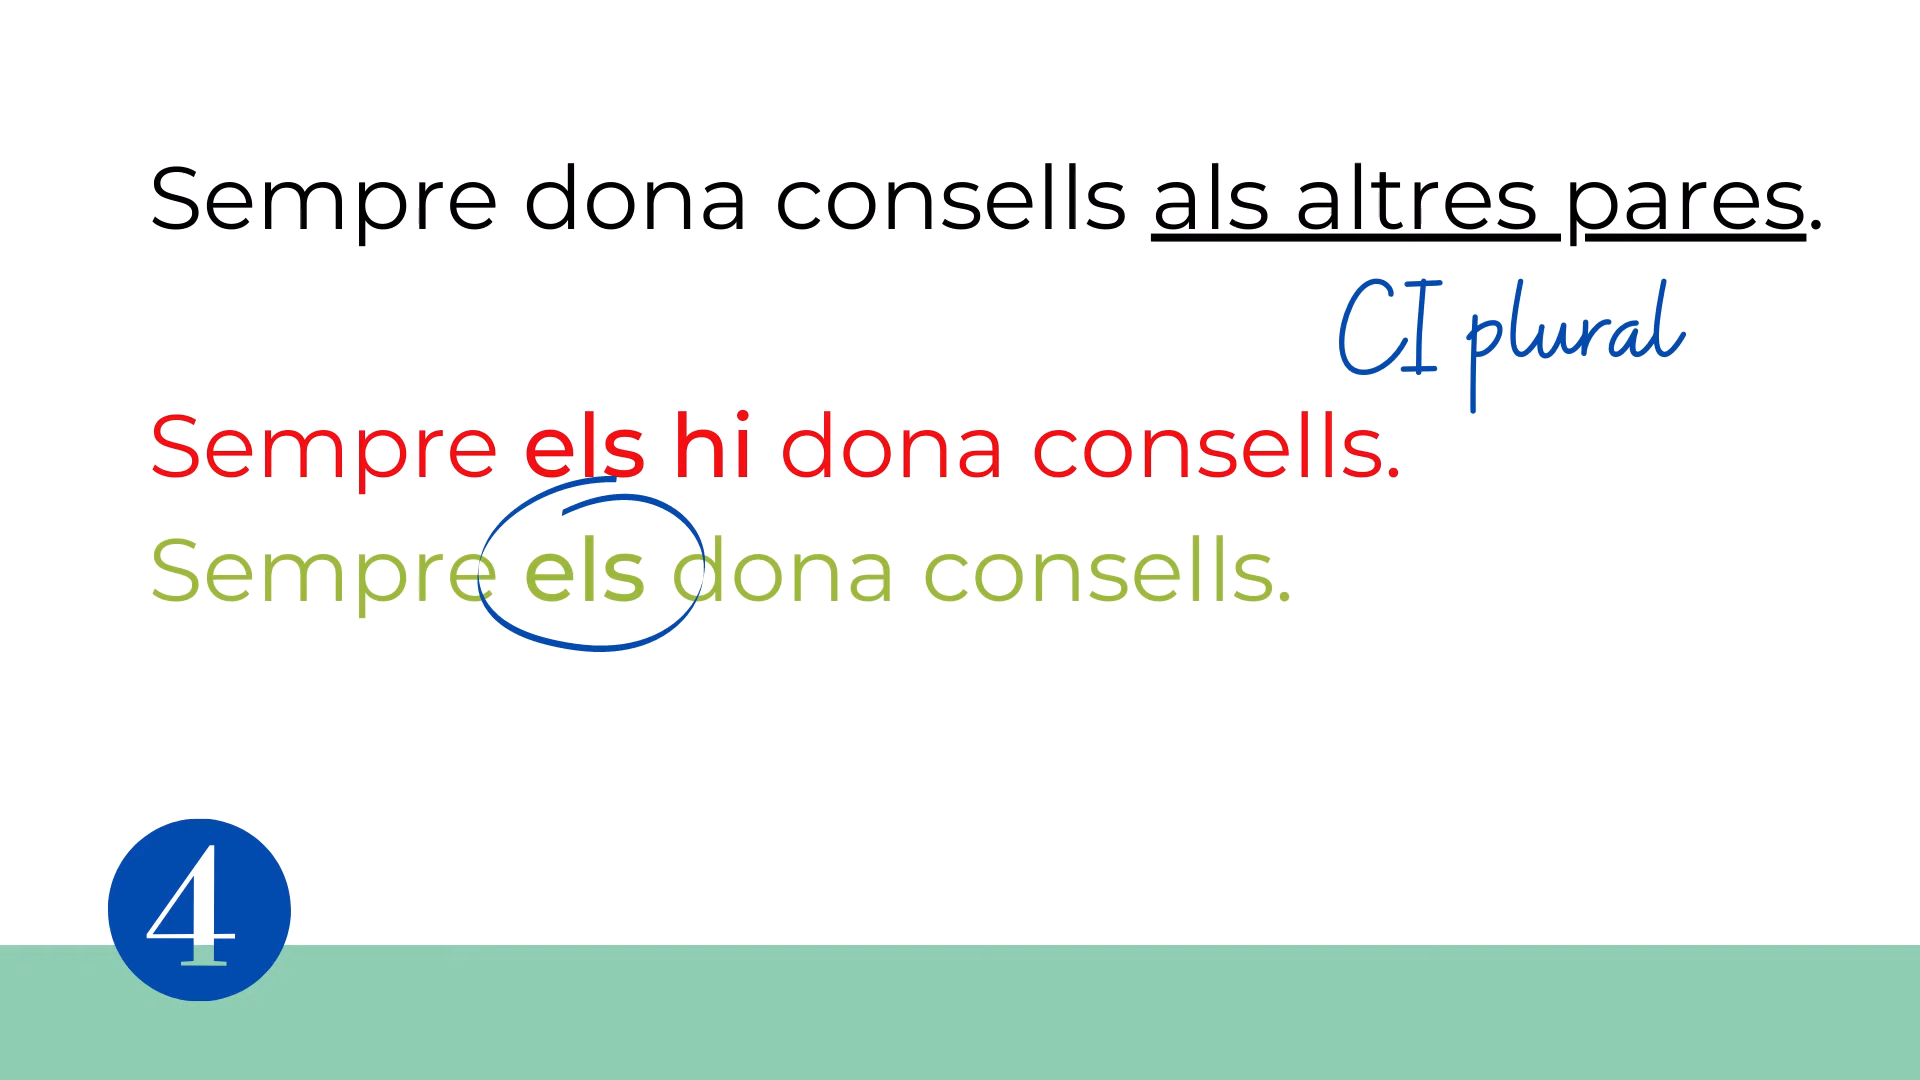 Sempre dona consells als altres pares.
CI plural
Sempre els hi dona consells.
Sempre els dona consells.
4